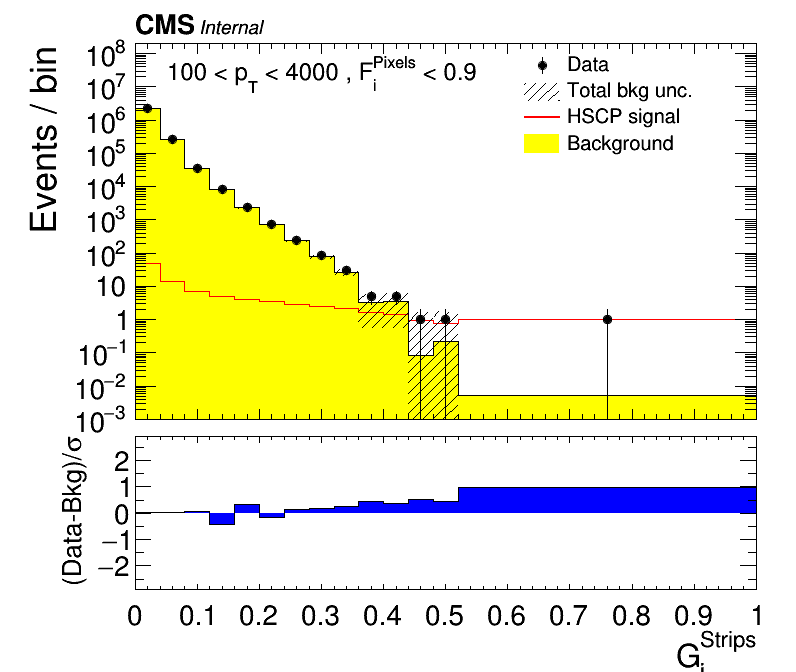 CMS Internal
100 < p_T < 4000 , F_i^Pixels < 0.9
Data
Total bkg unc.
HSCP signal
Background
Events / bin
10^8
10^7
10^6
10^5
10^4
10^3
10^2
10
1
10^−1
10^−2
10^−3
(Data-Bkg)/σ
2
1
0
−1
−2
0 0.1 0.2 0.3 0.4 0.5 0.6 0.7 0.8 0.9 1
G_i^Strips